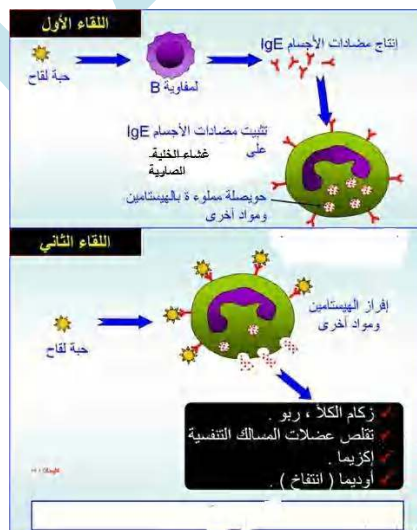 اللقاء الأول
إنتاج مضادات الأجسام IgE
حبة لقاح
لمفاوية B
تثبيت مضادات الأجسام IgE
على
غشاء الخلية
الصارية
حويصلة مملوء ة بالهيستامين
ومواد أخرى
اللقاء الثاني
إفراز الهيستامين
ومواد أخرى
حبة لقاح
زكام الكلأ ، ربو .
تقلص عضلات المسالك التنفسية
إكزيما .
أوديما ( انتفاخ ) .